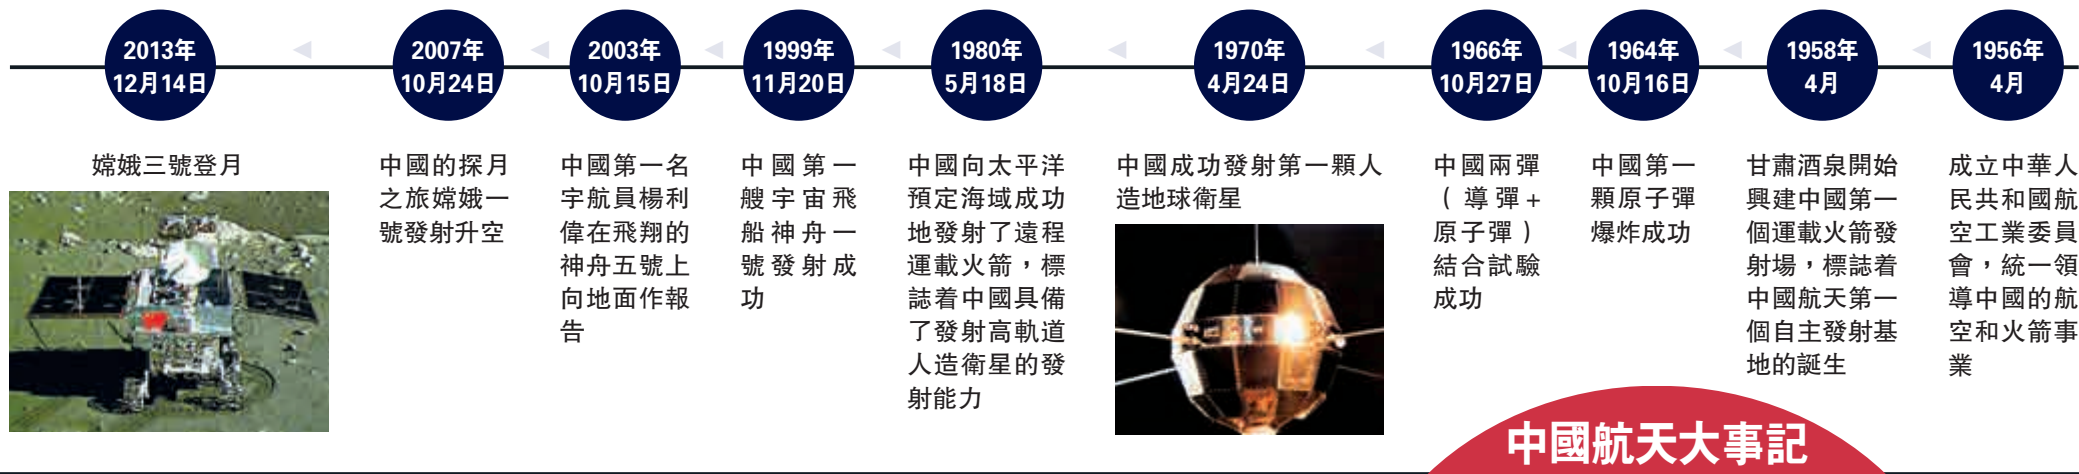 2013年
12月14日
嫦娥三號登月
2007年
10月24日
中國的探月
之旅嫦娥一
號發射升空
2003年
10月15日
中國第一名
宇航員楊利
偉在飛翔的
神舟五號上
向地面作報
告
1999年
11月20日
中國第一
艘宇宙飛
船神舟一
號發射成
功
1980年
5月18日
中國向太平洋
預定海域成功
地發射了遠程
運載火箭，標
誌着中國具備
了發射高軌道
人造衛星的發
射能力
1970年
4月24日
中國成功發射第一顆人
造地球衛星
1966年
10月27日
中國兩彈
（導彈+
原子彈）
結合試驗
成功
1964年
10月16日
中國第一
顆原子彈
爆炸成功
1958年
4月
甘肅酒泉開始
興建中國第一
個運載火箭發
射場，標誌着
中國航天第一
個自主發射基
地的誕生
1956年
4月
成立中華人
民共和國航
空工業委員
會，統一領
導中國的航
空和火箭事
業
中國航天大事記